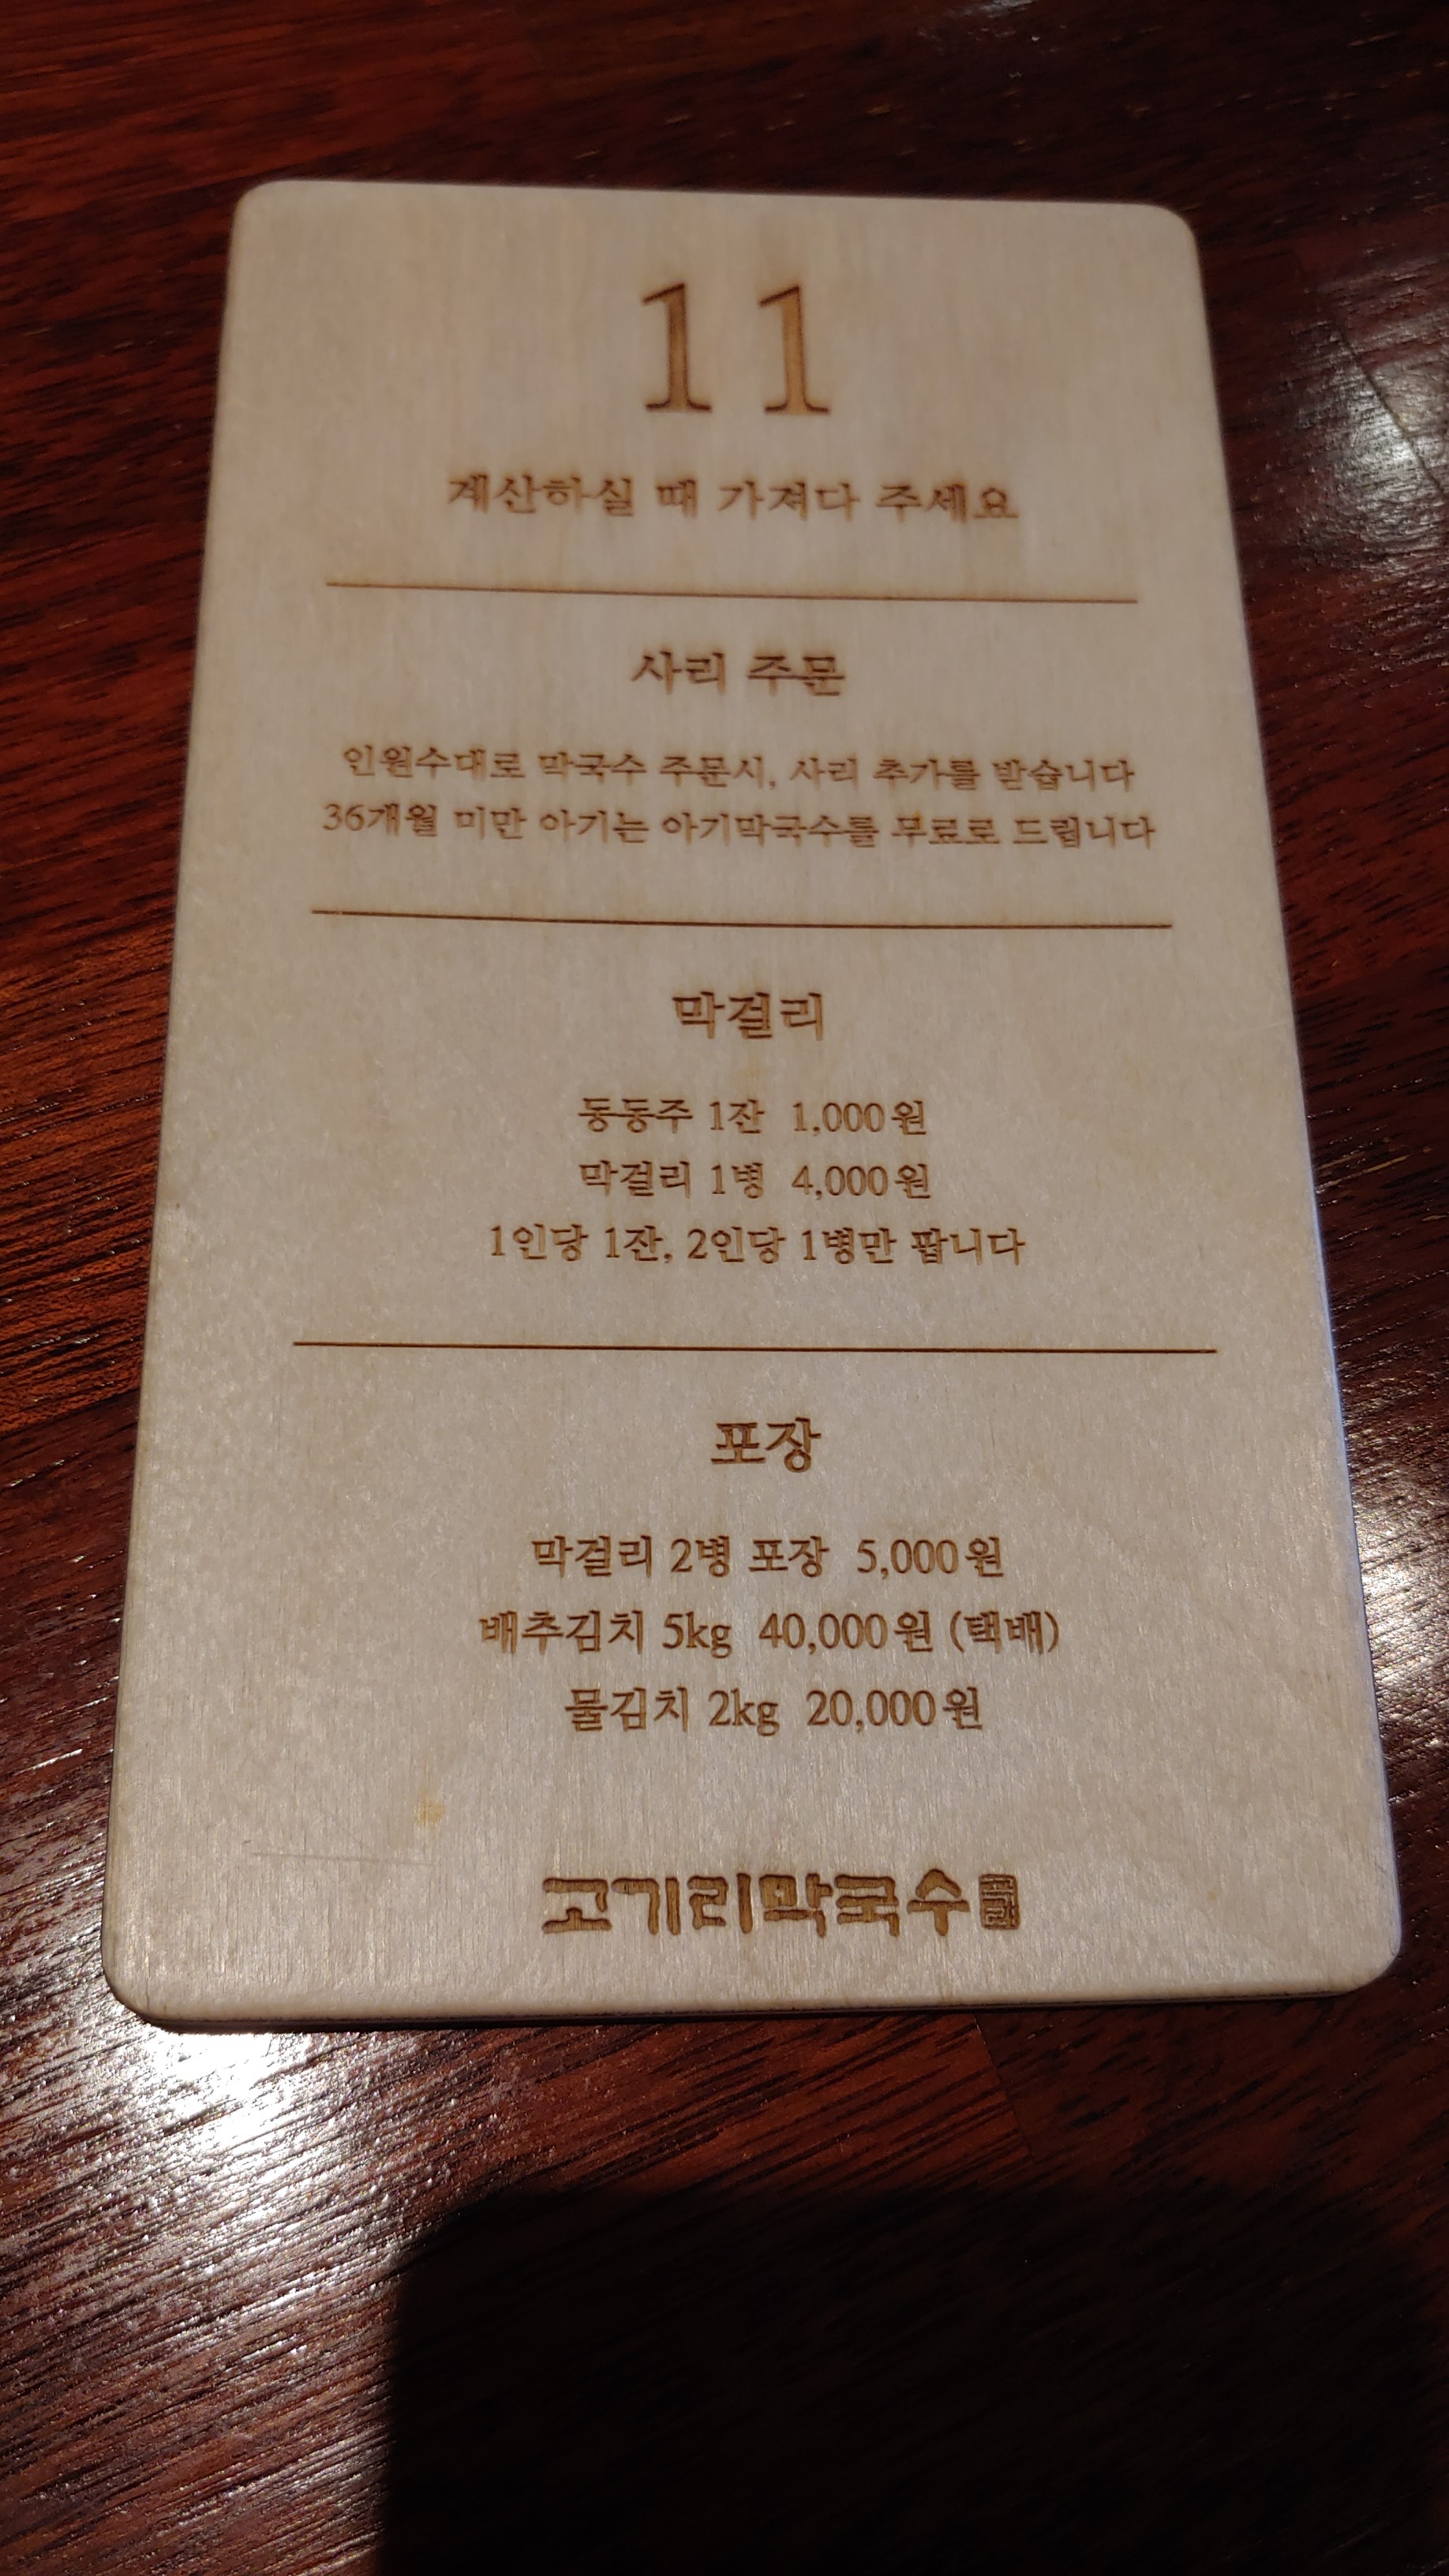 11
계산하실 때 가져다 주세요
사리 주문
인원수대로 막국수 주문시, 사리 추가를 받습니다
36개월 미만 아기는 아기막국수를 무료로 드립니다
막걸리
동동주 1잔 1,000원
막걸리 1병 4,000원
1인당 1잔, 2인당 1병만 팝니다
포장
막걸리 2병 포장 5,000원
배추김치 5kg 40,000원 (택배)
물김치 2kg 20,000원
고기리막국수